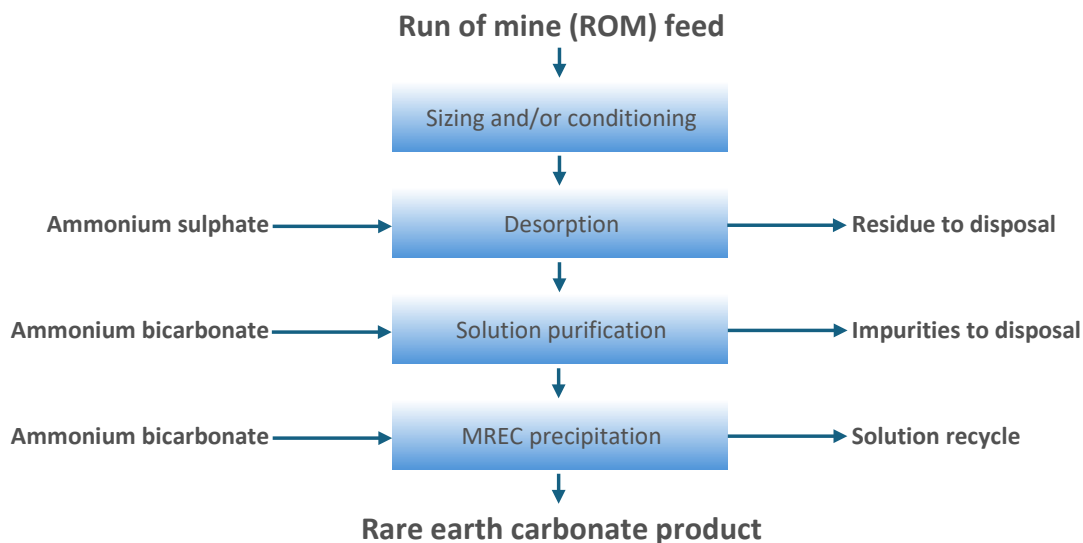 Run of mine (ROM) feed
Sizing and/or conditioning
Ammonium sulphate
Desorption
Residue to disposal
Ammonium bicarbonate
Solution purification
Impurities to disposal
Ammonium bicarbonate
MREC precipitation
Solution recycle
Rare earth carbonate product